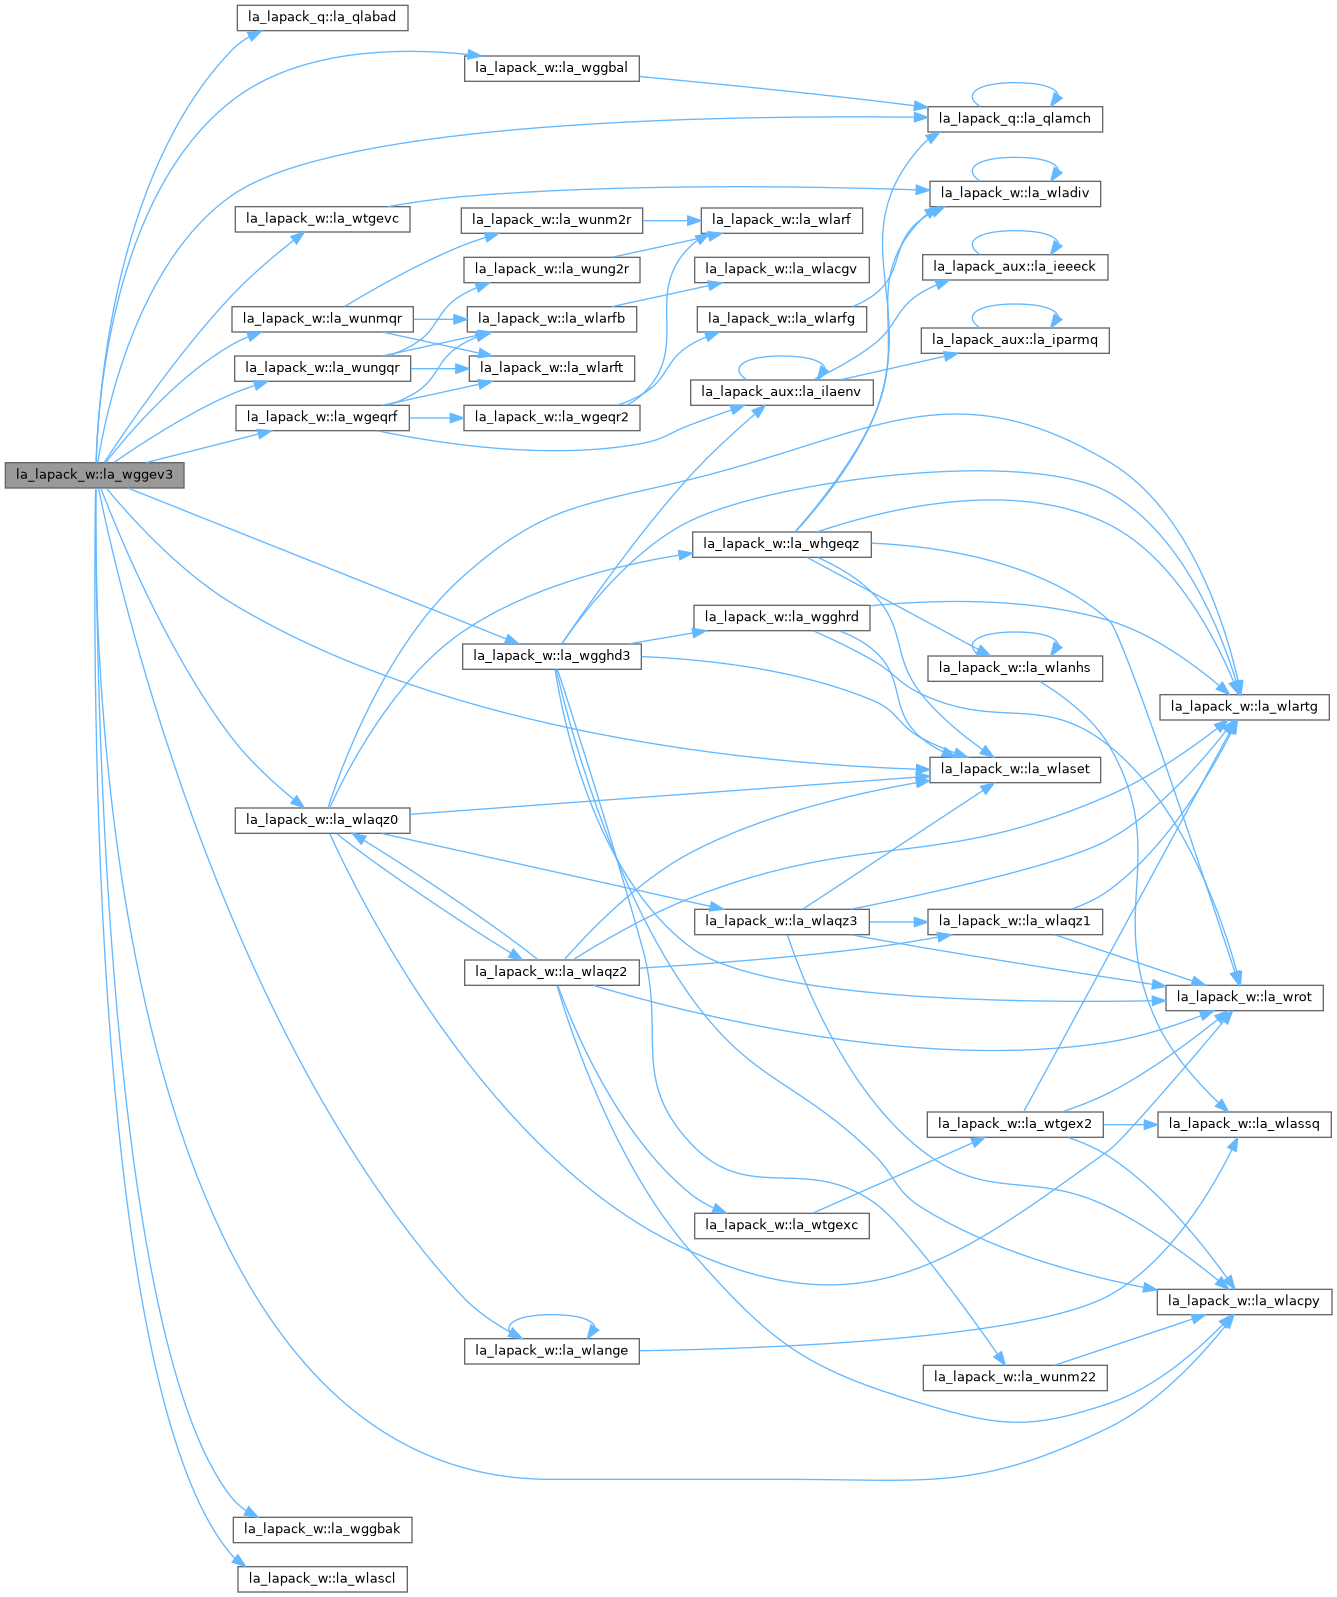 la_lapack_q::la_qlabad
la_lapack_w::la_wggbal
la_lapack_q::la_qlamch
la_lapack_w::la_wladiv
la_lapack_w::la_wtgevc
la_lapack_w::la_wunm2r
la_lapack_w::la_wlarf
la_lapack_w::la_wung2r
la_lapack_w::la_wlacgv
la_lapack_aux::la_ieeeck
la_lapack_w::la_wunmqr
la_lapack_w::la_wlarfb
la_lapack_w::la_wlarfg
la_lapack_aux::la_iparmq
la_lapack_w::la_wungqr
la_lapack_w::la_wlarft
la_lapack_aux::la_ilaenv
la_lapack_w::la_wgeqrf
la_lapack_w::la_wgeqr2
la_lapack_w::la_wggev3
la_lapack_w::la_whgeqz
la_lapack_w::la_wgghrd
la_lapack_w::la_wgghd3
la_lapack_w::la_wlanhs
la_lapack_w::la_wlartg
la_lapack_w::la_wlaset
la_lapack_w::la_wlaqz0
la_lapack_w::la_wlaqz3
la_lapack_w::la_wlaqz1
la_lapack_w::la_wlaqz2
la_lapack_w::la_wrot
la_lapack_w::la_wtgex2
la_lapack_w::la_wlassq
la_lapack_w::la_wtgexc
la_lapack_w::la_wlacpy
la_lapack_w::la_wlange
la_lapack_w::la_wunm22
la_lapack_w::la_wggbak
la_lapack_w::la_wlascl